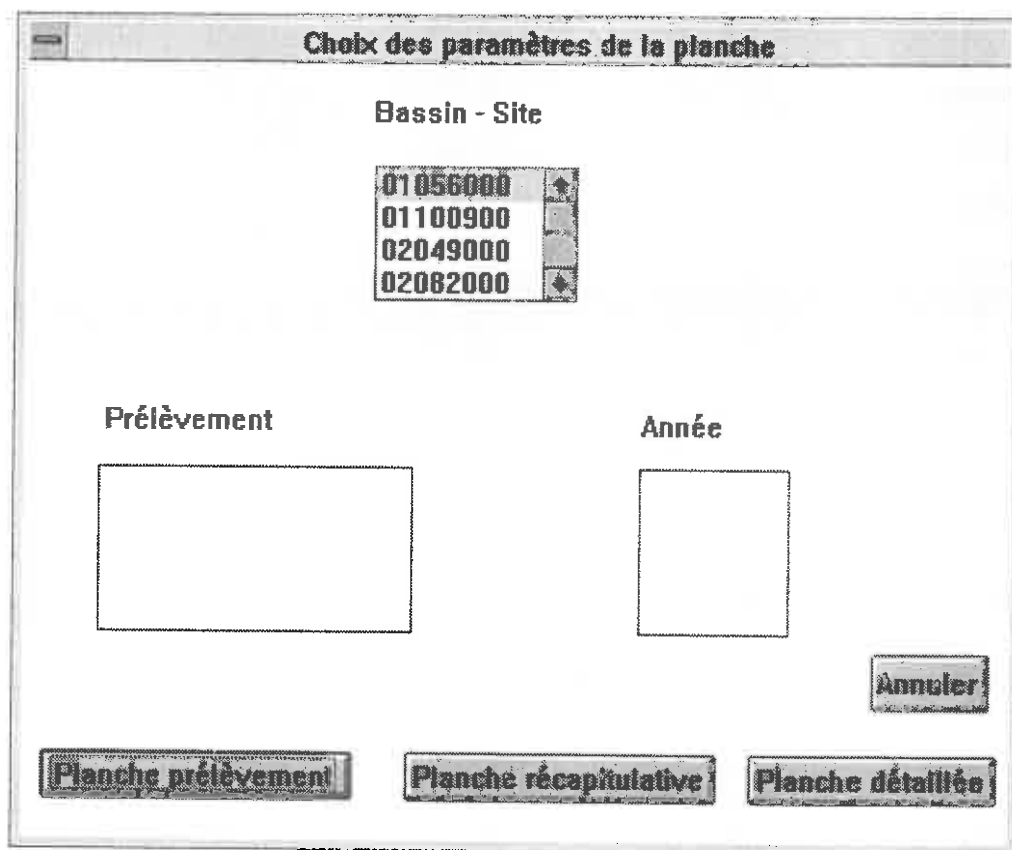 Choix des paramètres de la planche
Bassin - Site
01056000
01100900
02049000
02082000
Prélèvement
Année
Annuler
Planche prélèvement
Planche récapitulative
Planche détaillée